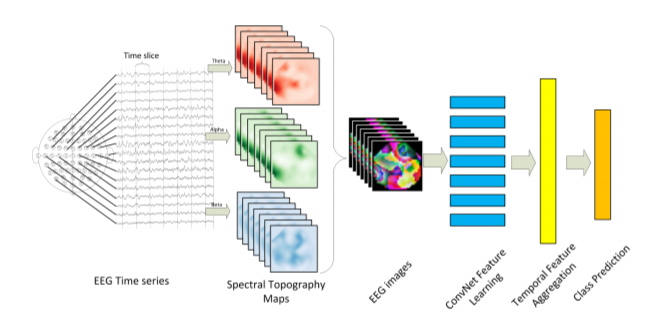 Time slice
Theta
Alpha
Beta
EEG Time series
Spectral Topography
Maps
EEG images
ConvNet Feature
Learning
Temporal Feature
Aggregation
Class Prediction